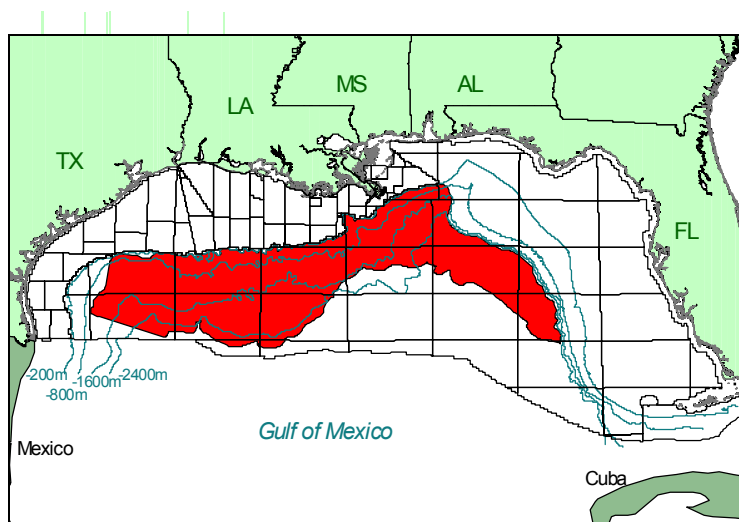 MS
AL
LA
TX
FL
-200m
-1600m
-2400m
-800m
Gulf of Mexico
Mexico
Cuba